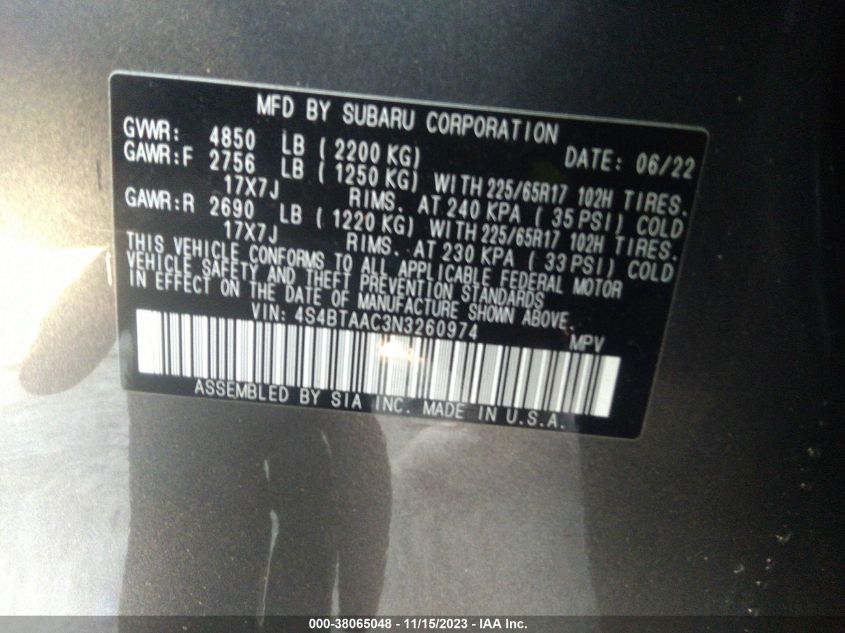 MFD BY SUBARU CORPORATION
GVWR: 4850 LB ( 2200 KG) DATE: 06/22
GAWR:F 2756 LB ( 1250 KG) WITH 225/65R17 102H TIRES.
17X7J RIMS. AT 240 KPA ( 35 PSI) COLD
GAWR:R 2690 LB ( 1220 KG) WITH 225/65R17 102H TIRES.
17X7J RIMS. AT 230 KPA ( 33 PSI) COLD
THIS VEHICLE CONFORMS TO ALL APPLICABLE FEDERAL MOTOR
VEHICLE SAFETY AND THEFT PREVENTION STANDARDS
IN EFFECT ON THE DATE OF MANUFACTURE SHOWN ABOVE.
VIN: 4S4BTAAC3N3260974 MPV
ASSEMBLED BY SIA INC. MADE IN U.S.A.
000-38065048 - 11/15/2023 - IAA Inc.